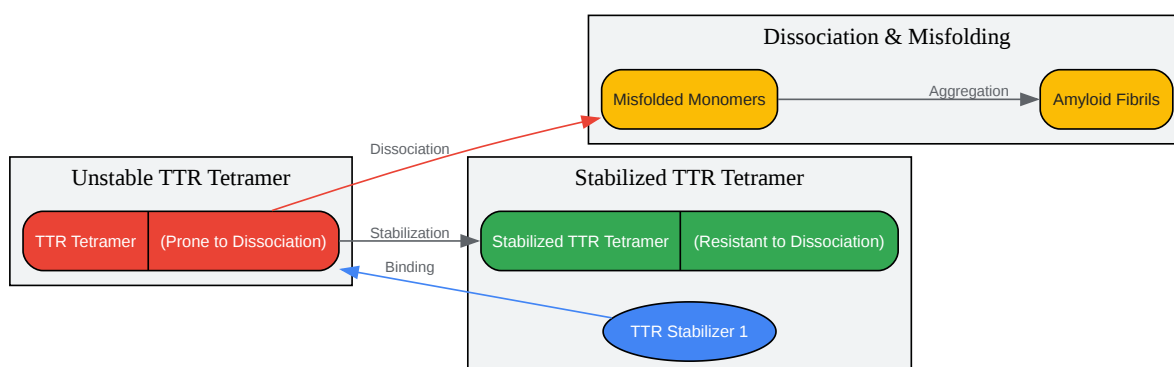 Dissociation & Misfolding
Misfolded Monomers
Aggregation
Amyloid Fibrils
Dissociation
Unstable TTR Tetramer
Stabilized TTR Tetramer
TTR Tetramer
(Prone to Dissociation)
Stabilization
Stabilized TTR Tetramer
(Resistant to Dissociation)
Binding
TTR Stabilizer 1